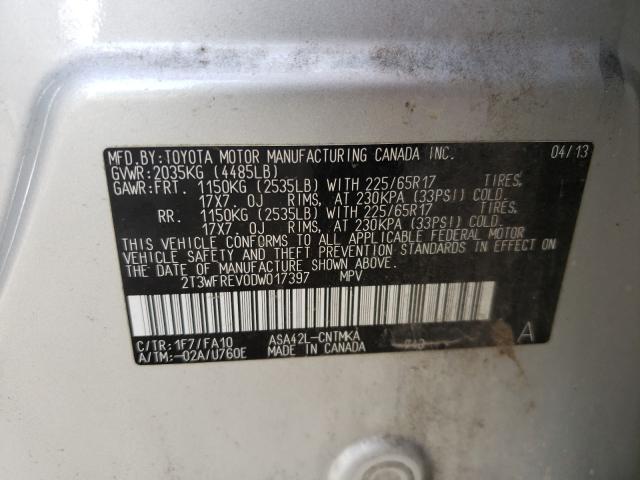 MFD.BY:TOYOTA MOTOR MANUFACTURING CANADA INC. 04/13
GVWR:2035KG (4485LB)
GAWR:FRT. 1150KG (2535LB) WITH 225/65R17 TIRES,
17X7.0J RIMS, AT 230KPA (33PSI) COLD.
RR. 1150KG (2535LB) WITH 225/65R17 TIRES,
17X7.0J RIMS, AT 230KPA (33PSI) COLD.
THIS VEHICLE CONFORMS TO ALL APPLICABLE FEDERAL MOTOR
VEHICLE SAFETY AND THEFT PREVENTION STANDARDS IN EFFECT ON
THE DATE OF MANUFACTURE SHOWN ABOVE.
2T3WFREV0DW017397 MPV
C/TR:1F7/FA10 ASA42L-CNTMKA
A/TM:-02A/U760E MADE IN CANADA A